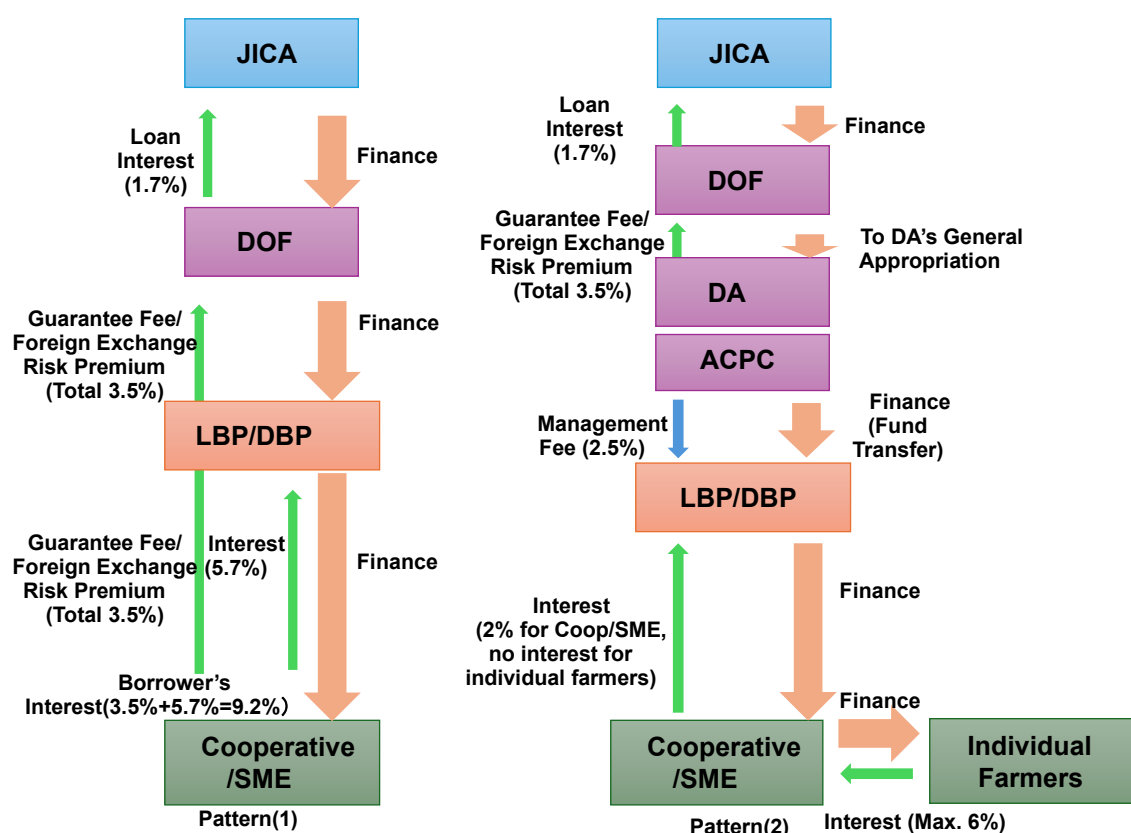 JICA
Loan
Interest
(1.7%)
Finance
DOF
Guarantee Fee/
Foreign Exchange
Risk Premium
(Total 3.5%)
Finance
LBP/DBP
Guarantee Fee/
Foreign Exchange
Risk Premium
(Total 3.5%)
Interest
(5.7%)
Finance
Borrower's
Interest(3.5%+5.7%=9.2%)
Cooperative
/SME
Pattern(1)
JICA
Loan
Interest
(1.7%)
Finance
DOF
Guarantee Fee/
Foreign Exchange
Risk Premium
(Total 3.5%)
To DA's General
Appropriation
DA
ACPC
Management
Fee (2.5%)
Finance
(Fund
Transfer)
LBP/DBP
Interest
(2% for Coop/SME,
no interest for
individual farmers)
Finance
Finance
Cooperative
/SME
Individual
Farmers
Pattern(2)
Interest (Max. 6%)